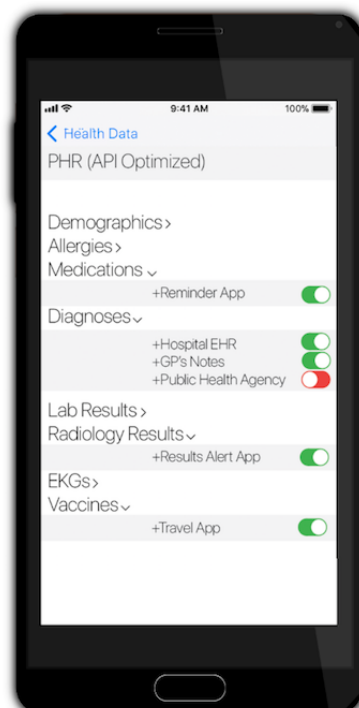 9:41 AM 100%
Health Data
PHR (API Optimized)
Demographics>
Allergies>
Medications
+Reminder App
Diagnoses
+Hospital EHR
+GP's Notes
+Public Health Agency
Lab Results >
Radiology Results
+Results Alert App
EKGs>
Vaccines
+Travel App